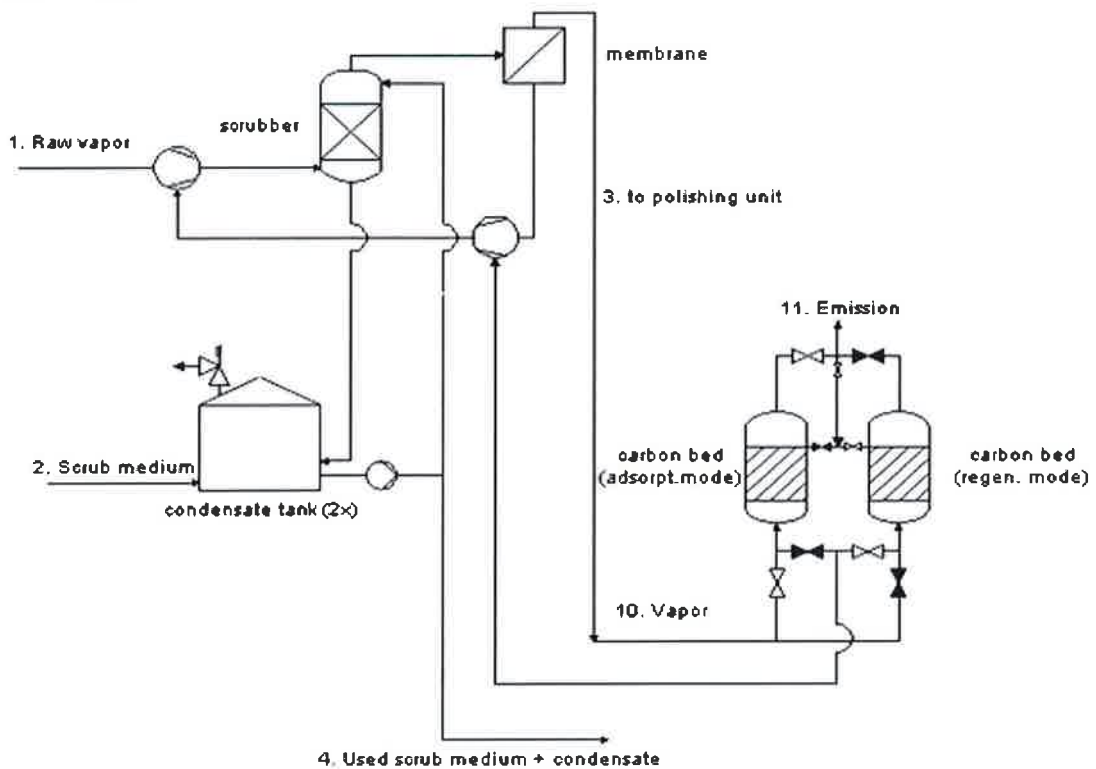 membrane
scrubber
1. Raw vapor
3. to polishing unit
11. Emission
carbon bed
(adsorpt.mode)
carbon bed
(regen. mode)
2. Scrub medium
condensate tank (2x)
10. Vapor
4. Used scrub medium + condensate